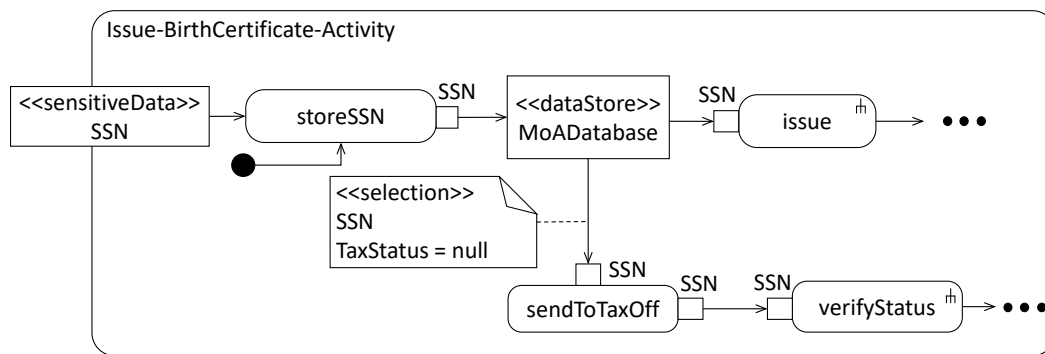 Issue-BirthCertificate-Activity
<<sensitiveData>>
SSN
storeSSN
SSN
<<dataStore>>
MoADatabase
SSN
issue
<<selection>>
SSN
TaxStatus = null
SSN
sendToTaxOff
SSN
SSN
verifyStatus